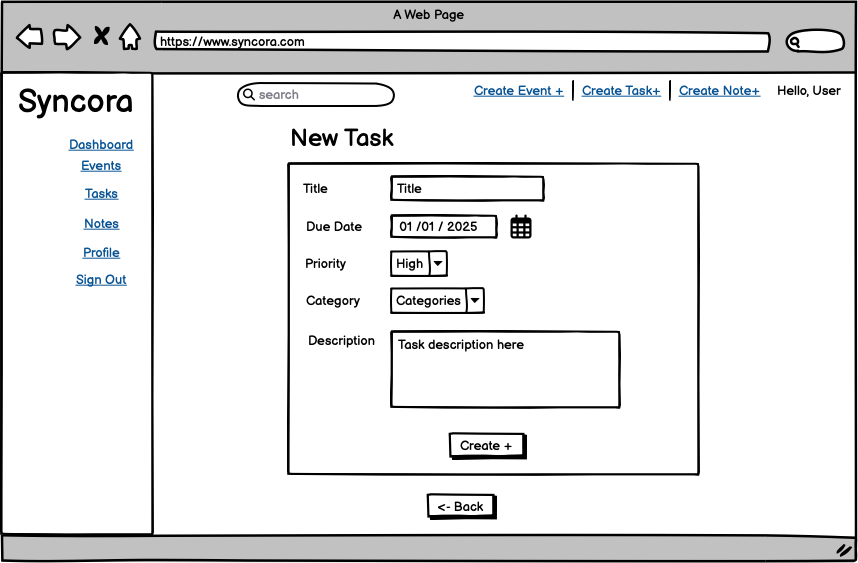 A Web Page
https://www.syncora.com
Syncora
Dashboard
Events
Tasks
Notes
Profile
Sign Out
search
Create Event +
Create Task+
Create Note+
Hello, User
New Task
Title
Title
Due Date
01 /01 / 2025
Priority
High
Category
Categories
Description
Task description here
Create +
<- Back